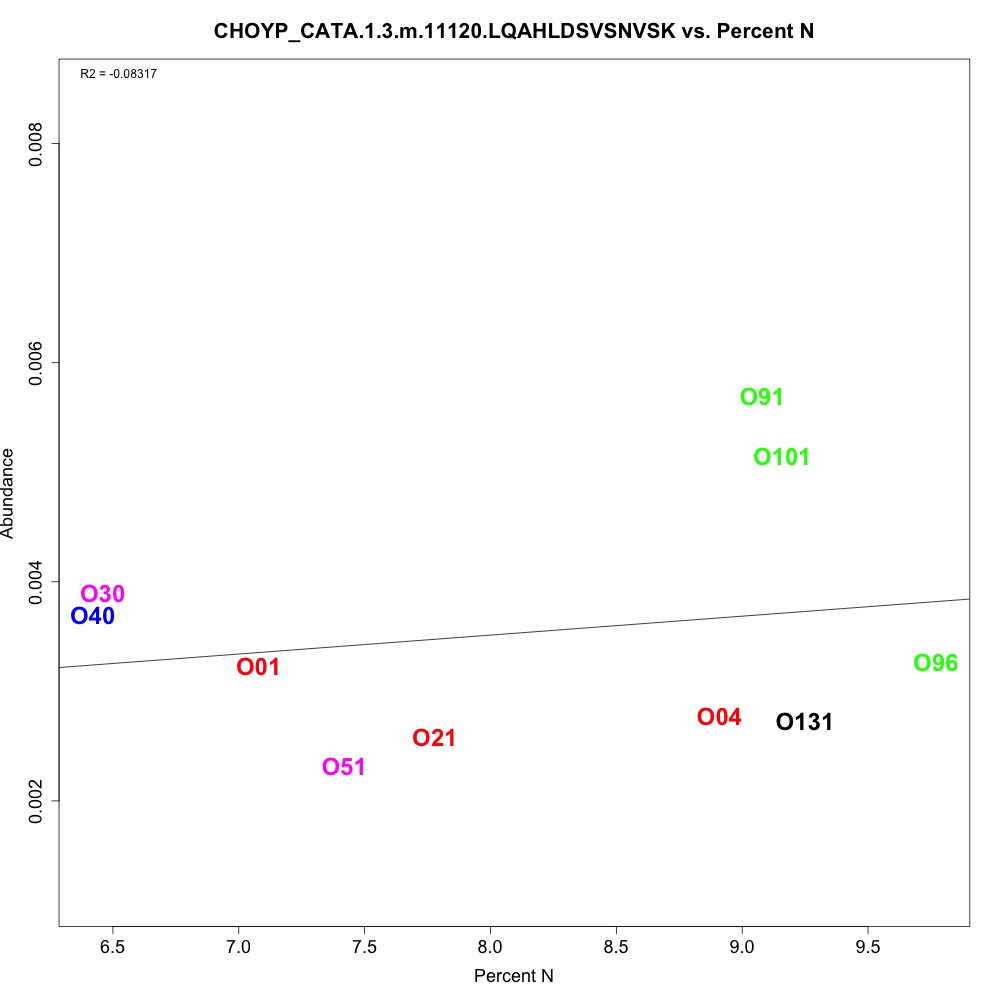 CHOYP_CATA.1.3.m.11120.LQAHLDSVSNVSK vs. Percent N
R2 = -0.08317
0.008
0.006
0.004
0.002
Abundance
O91
O101
O30
O40
O01
O96
O04
O131
O21
O51
6.5 7.0 7.5 8.0 8.5 9.0 9.5
Percent N